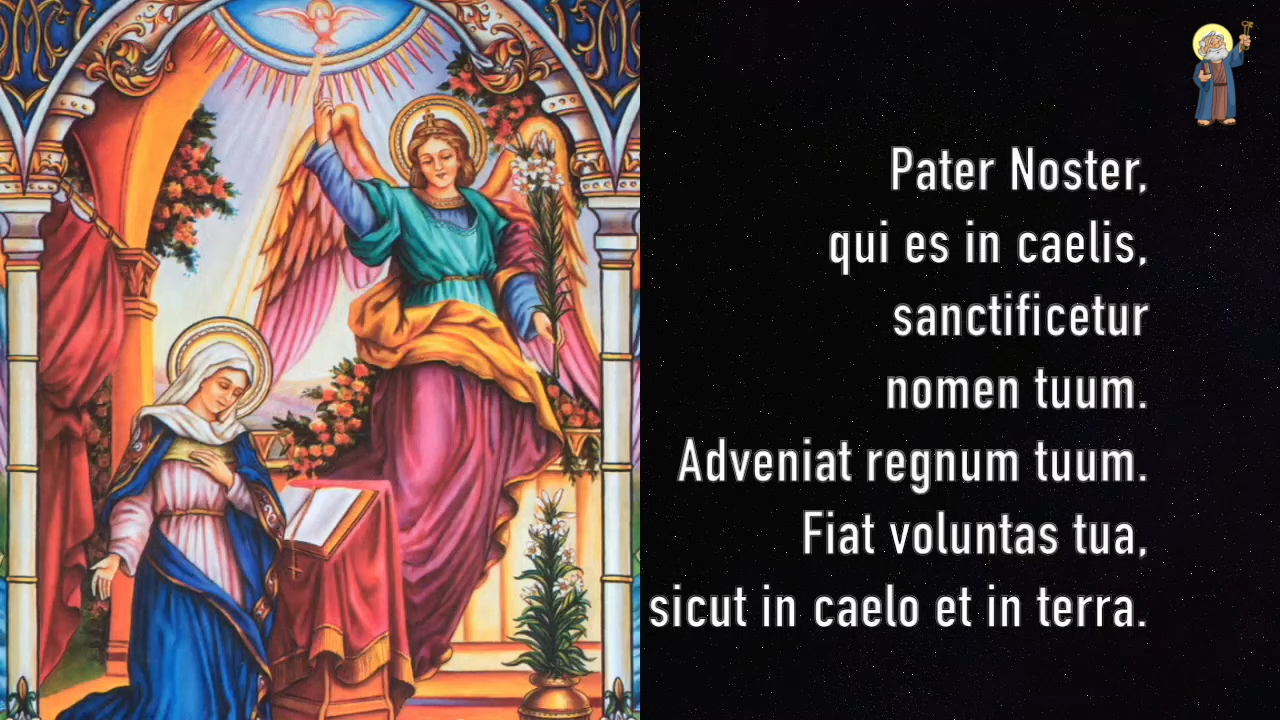 Pater Noster,
qui es in caelis,
sanctificetur
nomen tuum.
Adveniat regnum tuum.
Fiat voluntas tua,
sicut in caelo et in terra.